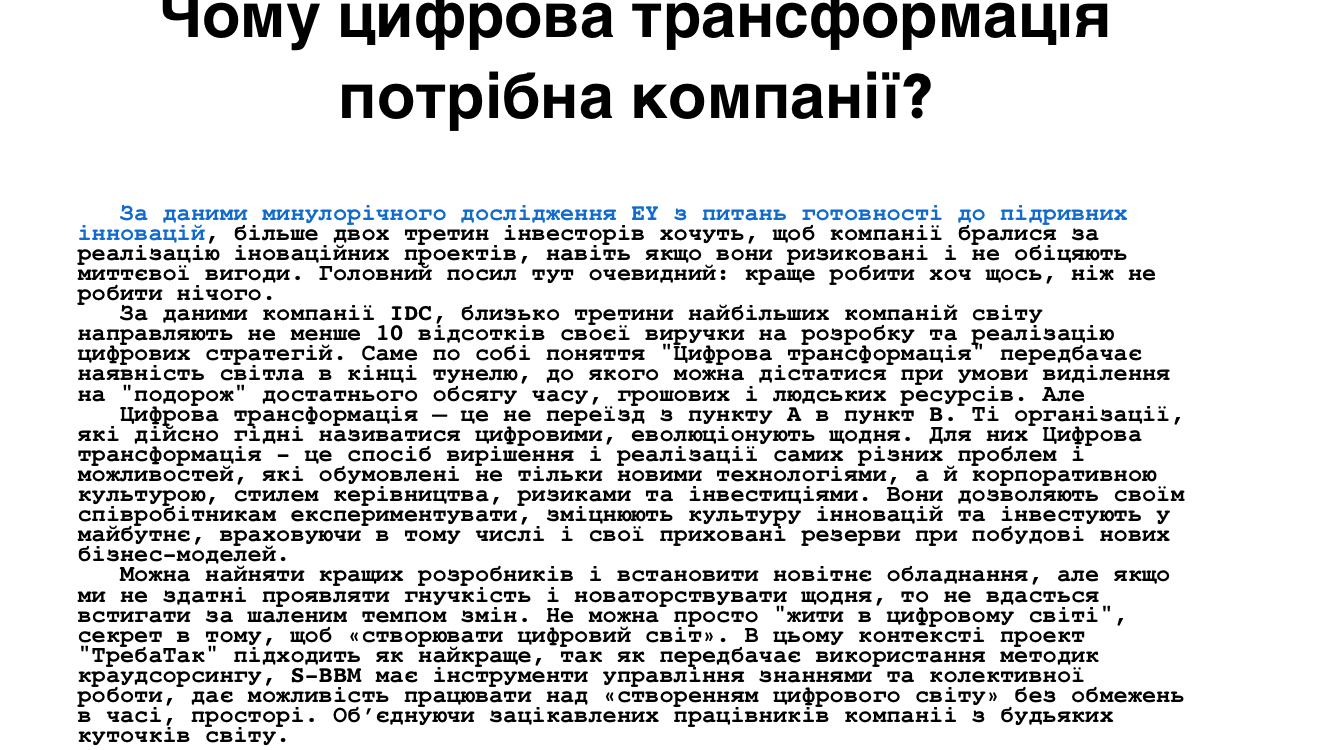 Чому цифрова трансформація
потрібна компанії?
За даними минулорічного дослідження EY з питань готовності до підривних
інновацій, більше двох третин інвесторів хочуть, щоб компанії бралися за
реалізацію іноваційних проектів, навіть якщо вони ризиковані і не обіцяють
миттєвої вигоди. Головний посил тут очевидний: краще робити хоч щось, ніж не
робити нічого.
За даними компанії IDC, близько третини найбільших компаній світу
направляють не менше 10 відсотків своєї виручки на розробку та реалізацію
цифрових стратегій. Саме по собі поняття "Цифрова трансформація" передбачає
наявність світла в кінці тунелю, до якого можна дістатися при умови виділення
на "подорож" достатнього обсягу часу, грошових і людських ресурсів. Але
Цифрова трансформація — це не переїзд з пункту А в пункт В. Ті організації,
які дійсно гідні називатися цифровими, еволюціонують щодня. Для них Цифрова
трансформація - це спосіб вирішення і реалізації самих різних проблем і
можливостей, які обумовлені не тільки новими технологіями, а й корпоративною
культурою, стилем керівництва, ризиками та інвестиціями. Вони дозволяють своїм
співробітникам експериментувати, зміцнюють культуру інновацій та інвестують у
майбутнє, враховуючи в тому числі і свої приховані резерви при побудові нових
бізнес-моделей.
Можна найняти кращих розробників і встановити новітнє обладнання, але якщо
ми не здатні проявляти гнучкість і новаторствувати щодня, то не вдасться
встигати за шаленим темпом змін. Не можна просто "жити в цифровому світі",
секрет в тому, щоб «створювати цифровий світ». В цьому контексті проект
"ТребаТак" підходить як найкраще, так як передбачає використання методик
краудсорсингу, S-BBM має інструменти управління знаннями та колективної
роботи, дає можливість працювати над «створенням цифрового світу» без обмежень
в часі, просторі. Об’єднуючи зацікавлених працівників компанії з будьяких
куточків світу.